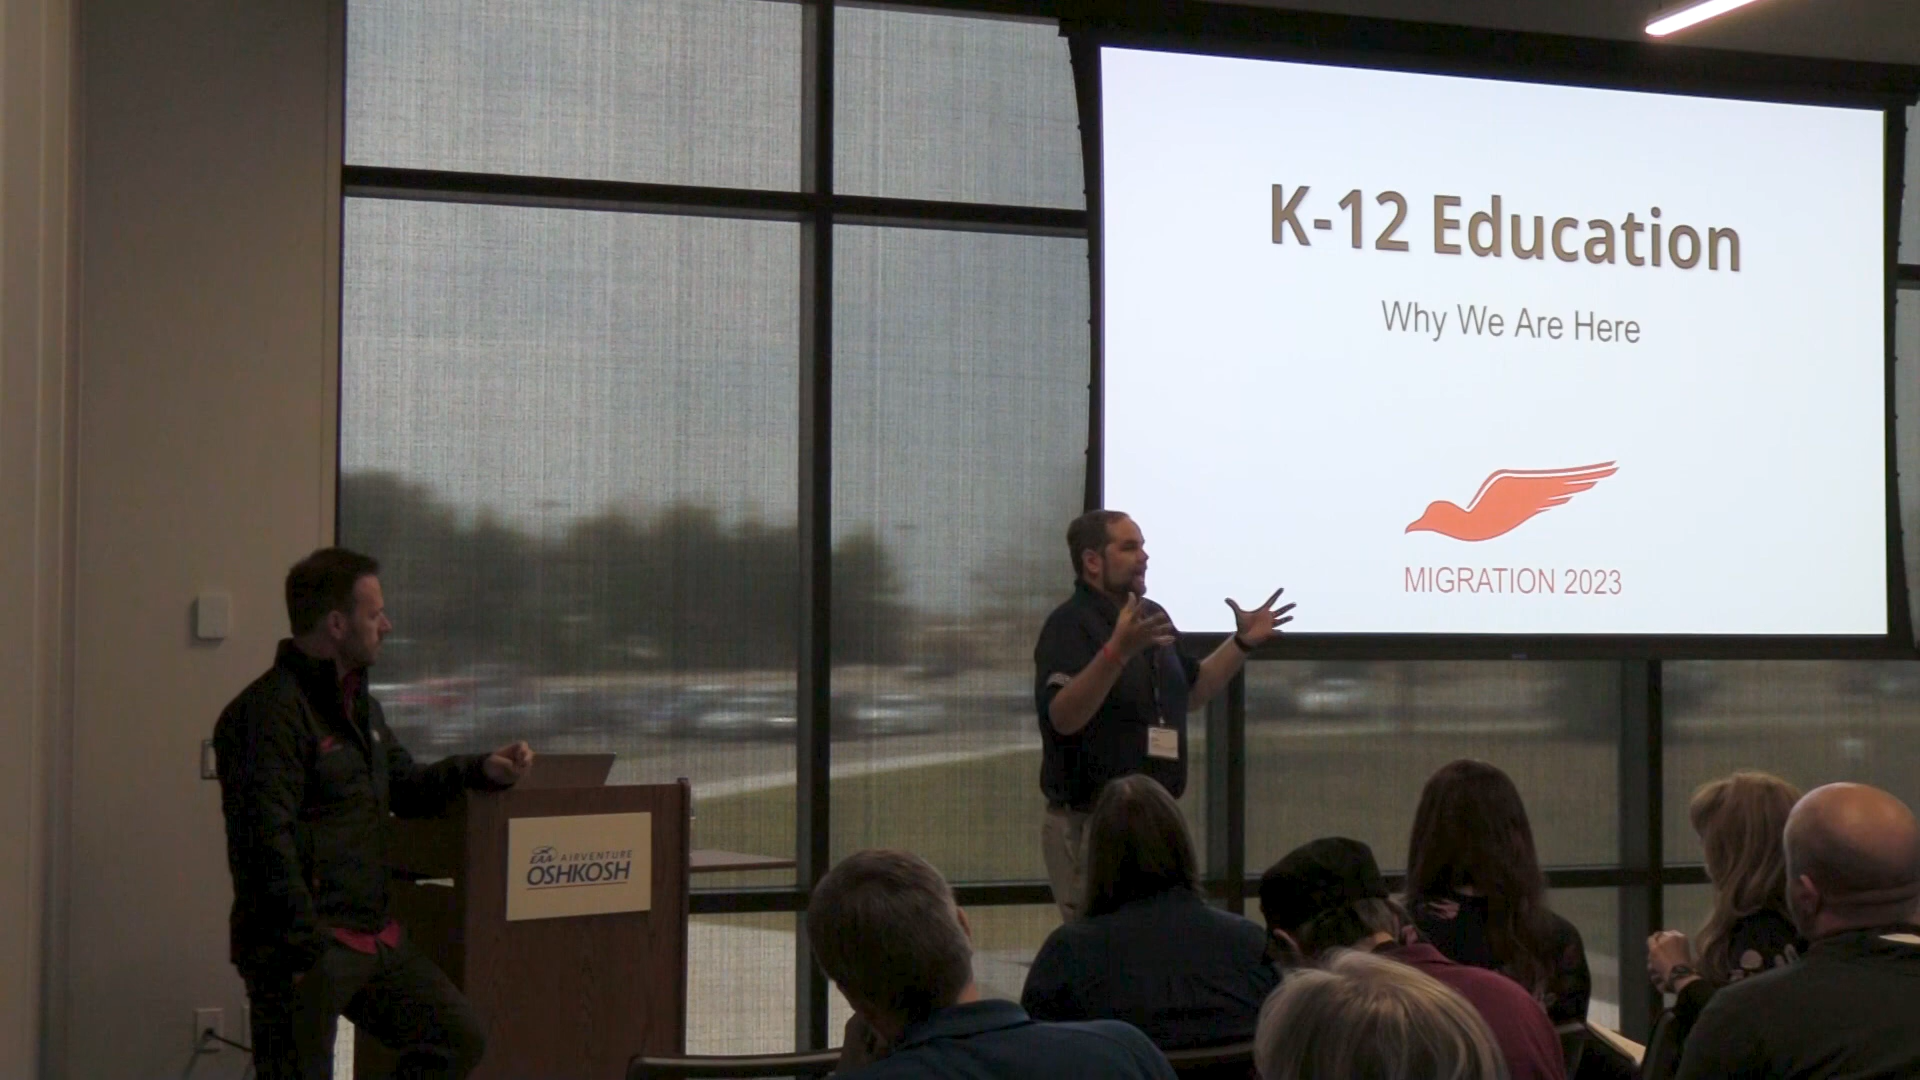 K-12 Education
Why We Are Here
MIGRATION 2023
EAA AIRVENTURE
OSHKOSH